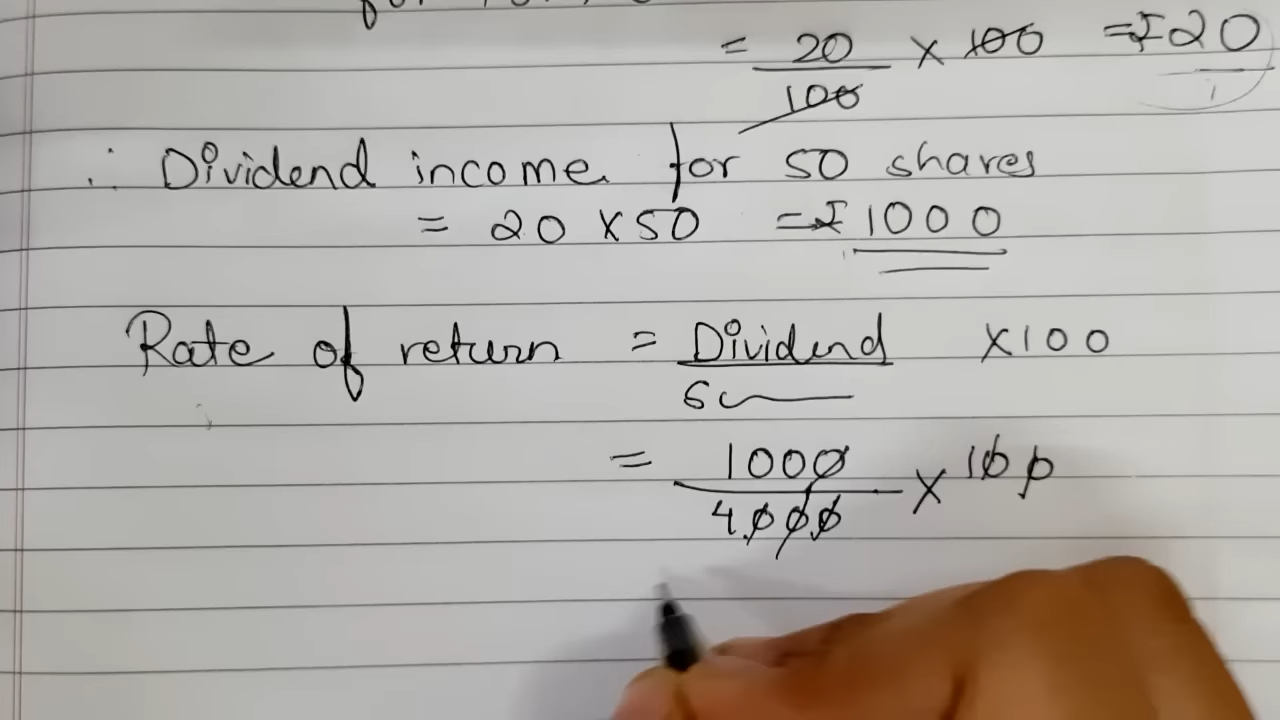 = 20/100 × 100 = ₹20
∴ Dividend income for 50 shares
= 20 × 50 = ₹1000
Rate of return = Dividend/ × 100
= 1000/4000 × 100